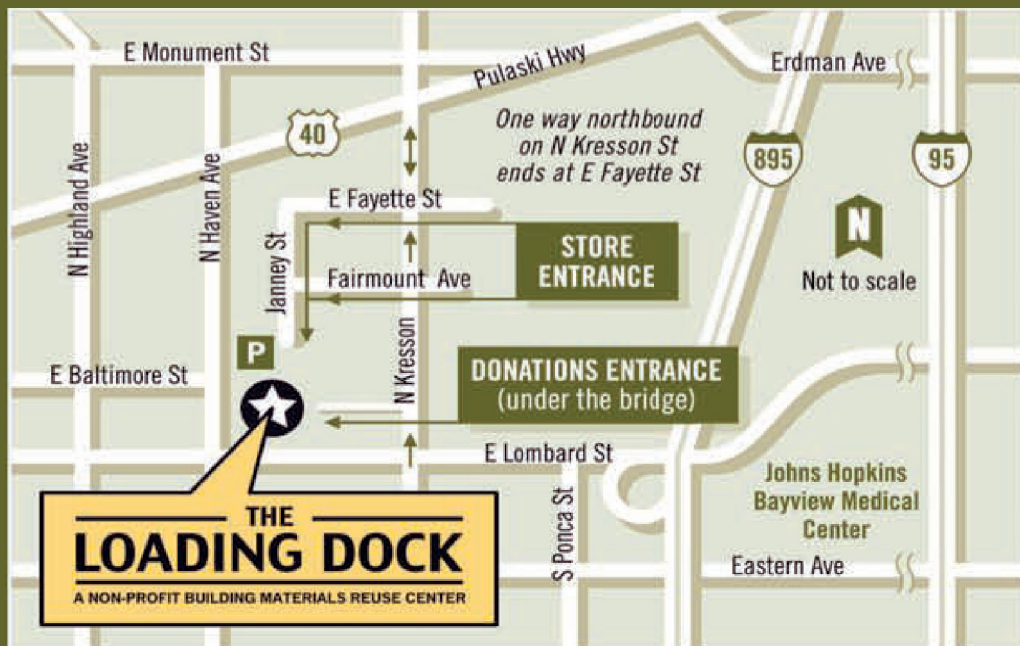 E Monument St
Pulaski Hwy
Erdman Ave
40
One way northbound
on N Kresson St
ends at E Fayette St
895
95
N Highland Ave
N Haven Ave
E Fayette St
N
Not to scale
STORE
ENTRANCE
Janney St
Fairmount Ave
N Kresson
P
E Baltimore St
DONATIONS ENTRANCE
(under the bridge)
E Lombard St
Johns Hopkins
Bayview Medical
Center
S Ponca St
Eastern Ave
THE
LOADING DOCK
A NON-PROFIT BUILDING MATERIALS REUSE CENTER